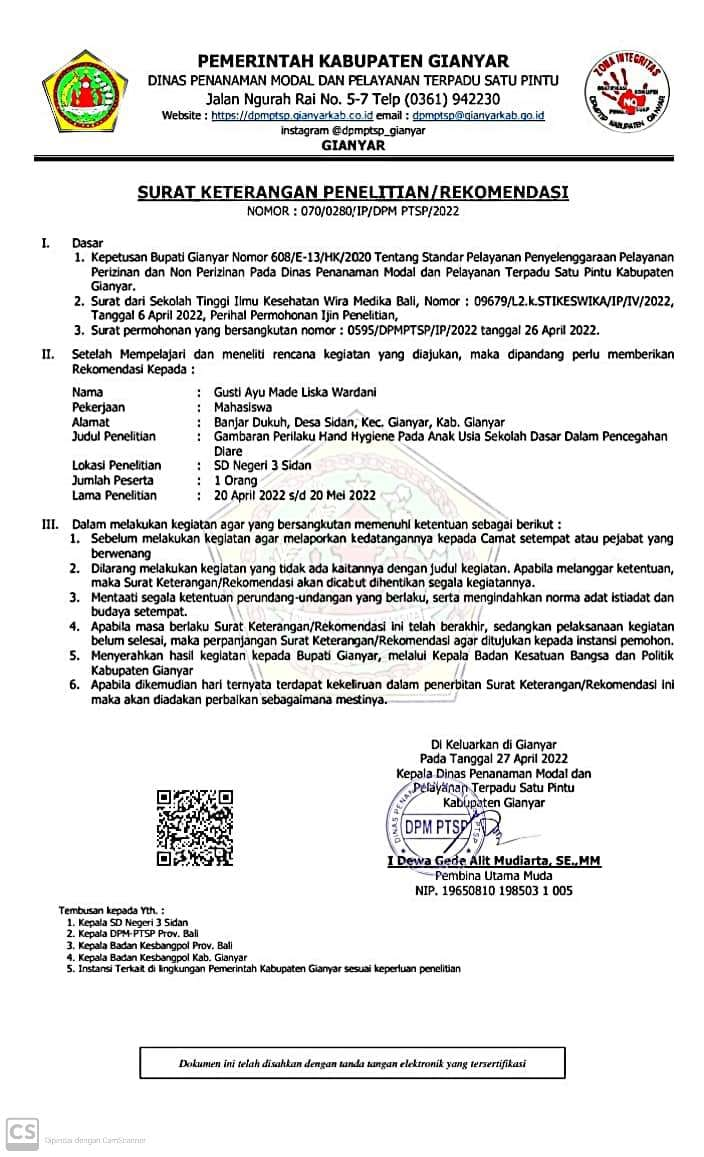 PEMERINTAH KABUPATEN GIANYAR
DINAS PENANAMAN MODAL DAN PELAYANAN TERPADU SATU PINTU
Jalan Ngurah Rai No. 5-7 Telp (0361) 942230
Website : https://dpmptsp.gianyarkab.co.id email : dpmptsp@gianyarkab.go.id
instagram @dpmptsp_gianyar
GIANYAR
ZONA INTEGRITAS
NO!
DPMPTSP KABUPATEN GIANYAR
SURAT KETERANGAN PENELITIAN/REKOMENDASI
NOMOR : 070/0280/IP/DPM PTSP/2022
I. Dasar
1. Kepetusan Bupati Gianyar Nomor 608/E-13/HK/2020 Tentang Standar Pelayanan Penyelenggaraan Pelayanan
Perizinan dan Non Perizinan Pada Dinas Penanaman Modal dan Pelayanan Terpadu Satu Pintu Kabupaten
Gianyar.
2. Surat dari Sekolah Tinggi Ilmu Kesehatan Wira Medika Bali, Nomor : 09679/L2.k.STIKESWIKA/IP/IV/2022,
Tanggal 6 April 2022, Perihal Permohonan Ijin Penelitian,
3. Surat permohonan yang bersangkutan nomor : 0595/DPMPTSP/IP/2022 tanggal 26 April 2022.
II. Setelah Mempelajari dan meneliti rencana kegiatan yang diajukan, maka dipandang perlu memberikan
Rekomendasi Kepada :
Nama : Gusti Ayu Made Liska Wardani
Pekerjaan : Mahasiswa
Alamat : Banjar Dukuh, Desa Sidan, Kec. Gianyar, Kab. Gianyar
Judul Penelitian : Gambaran Perilaku Hand Hygiene Pada Anak Usia Sekolah Dasar Dalam Pencegahan
Diare
Lokasi Penelitian : SD Negeri 3 Sidan
Jumlah Peserta : 1 Orang
Lama Penelitian : 20 April 2022 s/d 20 Mei 2022
III. Dalam melakukan kegiatan agar yang bersangkutan memenuhi ketentuan sebagai berikut :
1. Sebelum melakukan kegiatan agar melaporkan kedatangannya kepada Camat setempat atau pejabat yang
berwenang
2. Dilarang melakukan kegiatan yang tidak ada kaitannya dengan judul kegiatan. Apabila melanggar ketentuan,
maka Surat Keterangan/Rekomendasi akan dicabut dihentikan segala kegiatannya.
3. Mentaati segala ketentuan perundang-undangan yang berlaku, serta mengindahkan norma adat istiadat dan
budaya setempat.
4. Apabila masa berlaku Surat Keterangan/Rekomendasi ini telah berakhir, sedangkan pelaksanaan kegiatan
belum selesai, maka perpanjangan Surat Keterangan/Rekomendasi agar ditujukan kepada instansi pemohon.
5. Menyerahkan hasil kegiatan kepada Bupati Gianyar, melalui Kepala Badan Kesatuan Bangsa dan Politik
Kabupaten Gianyar
6. Apabila dikemudian hari ternyata terdapat kekeliruan dalam penerbitan Surat Keterangan/Rekomendasi ini
maka akan diadakan perbaikan sebagaimana mestinya.
Di Keluarkan di Gianyar
Pada Tanggal 27 April 2022
Kepala Dinas Penanaman Modal dan
Pelayanan Terpadu Satu Pintu
Kabupaten Gianyar
DPM PTSP
I Dewa Gede Alit Mudiarta, SE.,MM
Pembina Utama Muda
NIP. 19650810 198503 1 005
Tembusan kepada Yth. :
1. Kepala SD Negeri 3 Sidan
2. Kepala DPM-PTSP Prov. Bali
3. Kepala Badan Kesbangpol Prov. Bali
4. Kepala Badan Kesbangpol Kab. Gianyar
5. Instansi Terkait di lingkungan Pemerintah Kabupaten Gianyar sesuai keperluan penelitian
Dokumen ini telah disahkan dengan tanda tangan elektronik yang tersertifikasi
CS
Dipindai dengan CamScanner